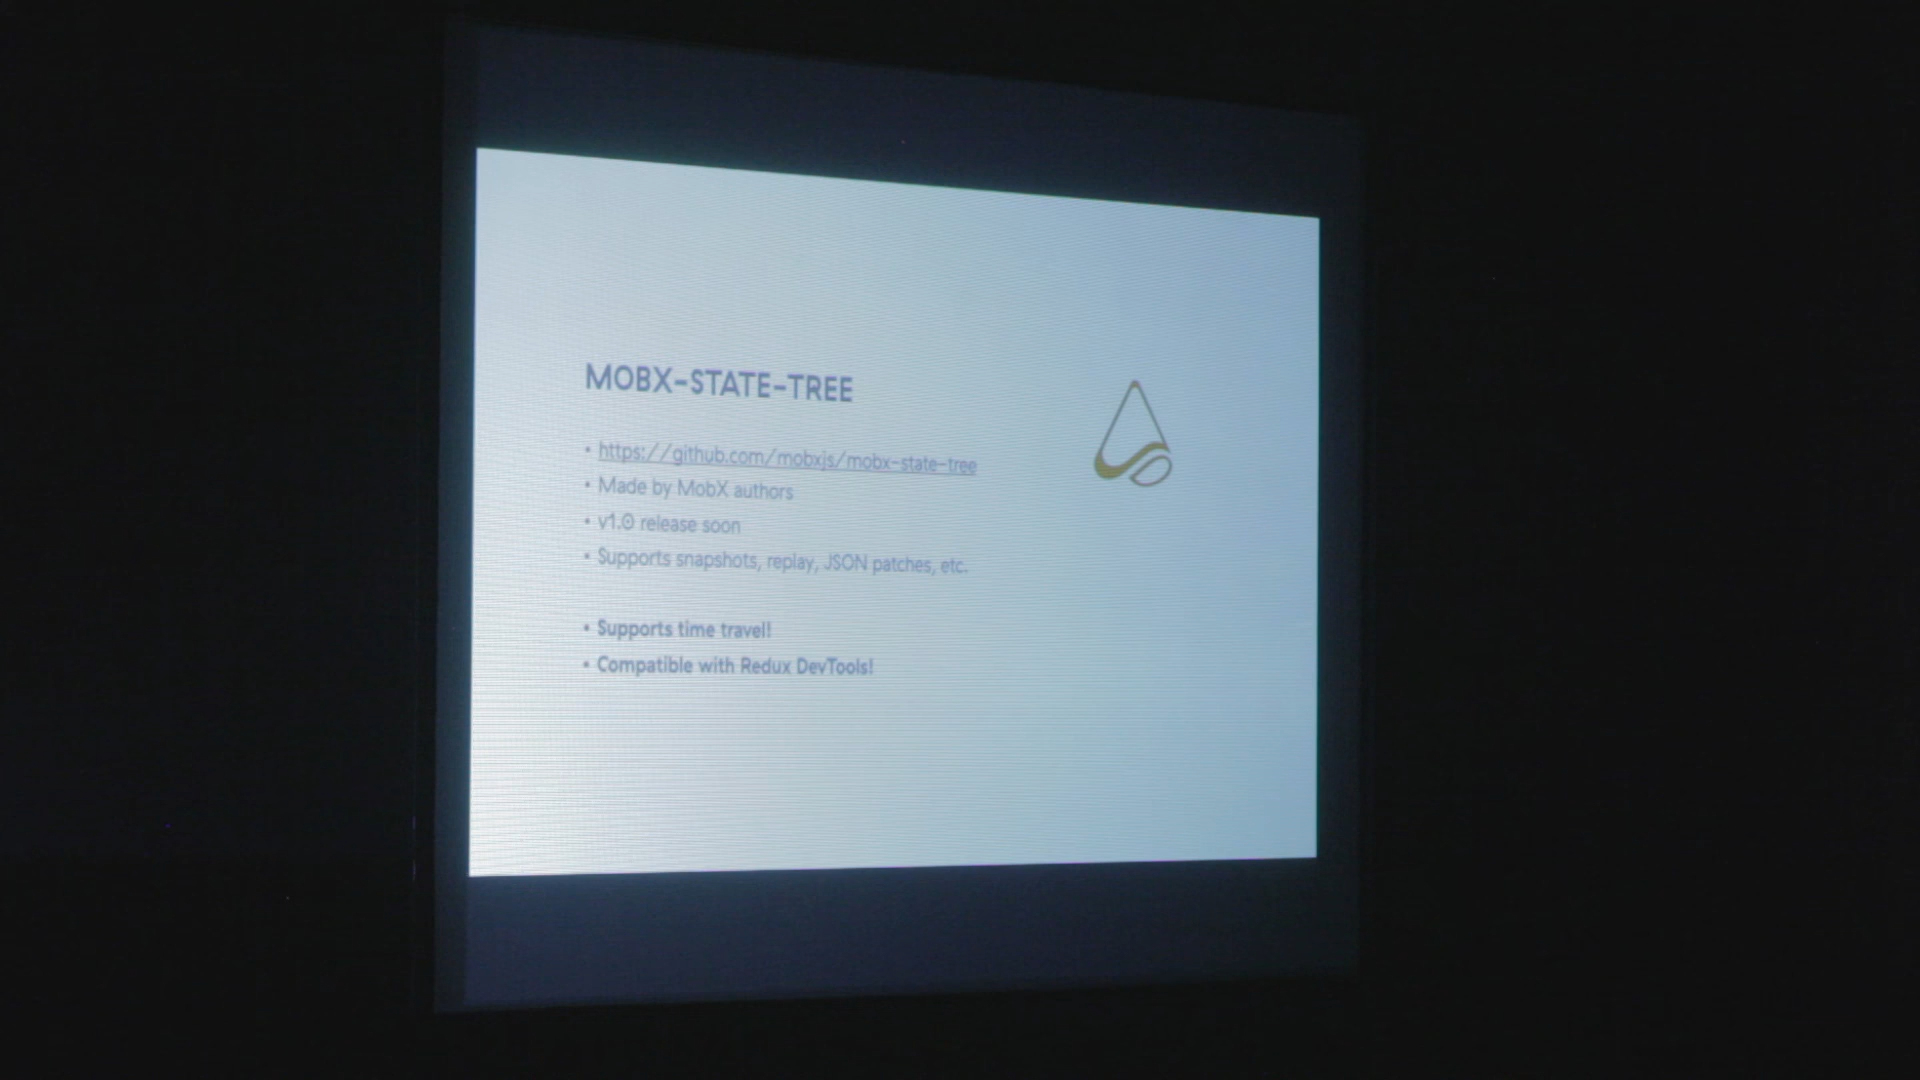 MOBX-STATE-TREE
• https://github.com/mobxjs/mobx-state-tree
• Made by MobX authors
• v1.0 release soon
• Supports snapshots, replay, JSON patches, etc.
• Supports time travel!
• Compatible with Redux DevTools!